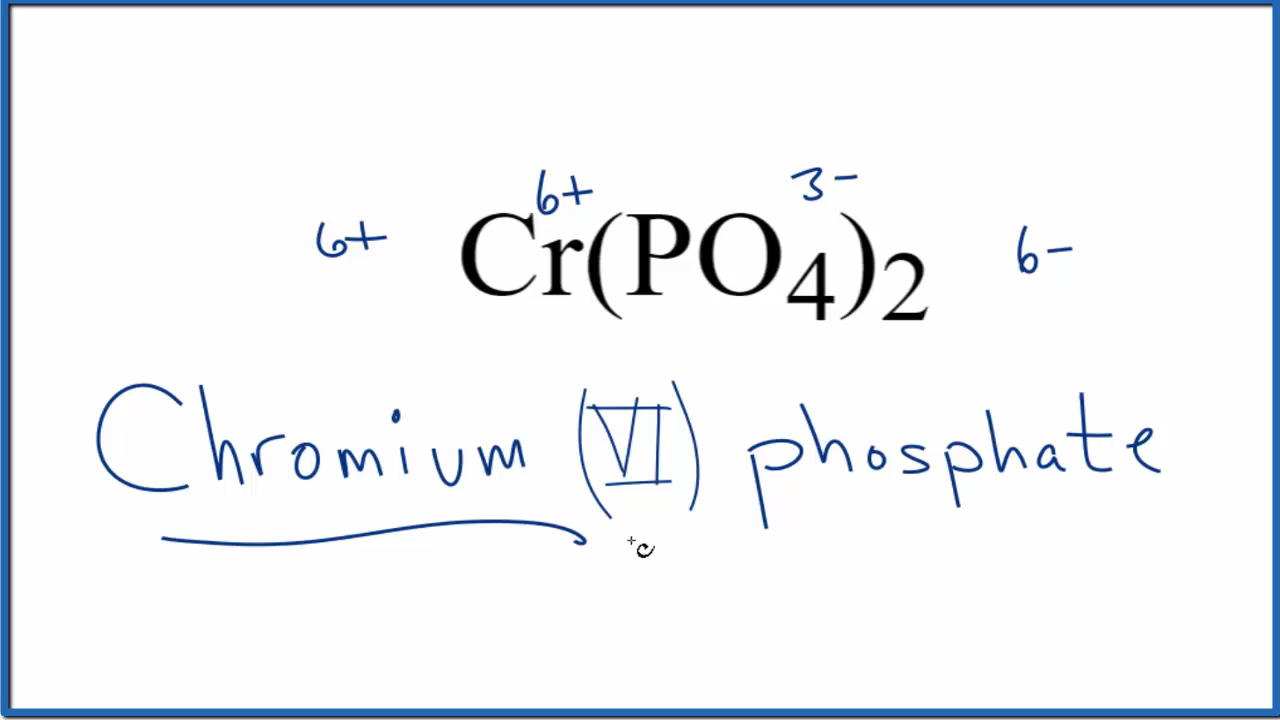 6+ 3-
6+ Cr(PO4)2 6-
Chromium (VI) phosphate